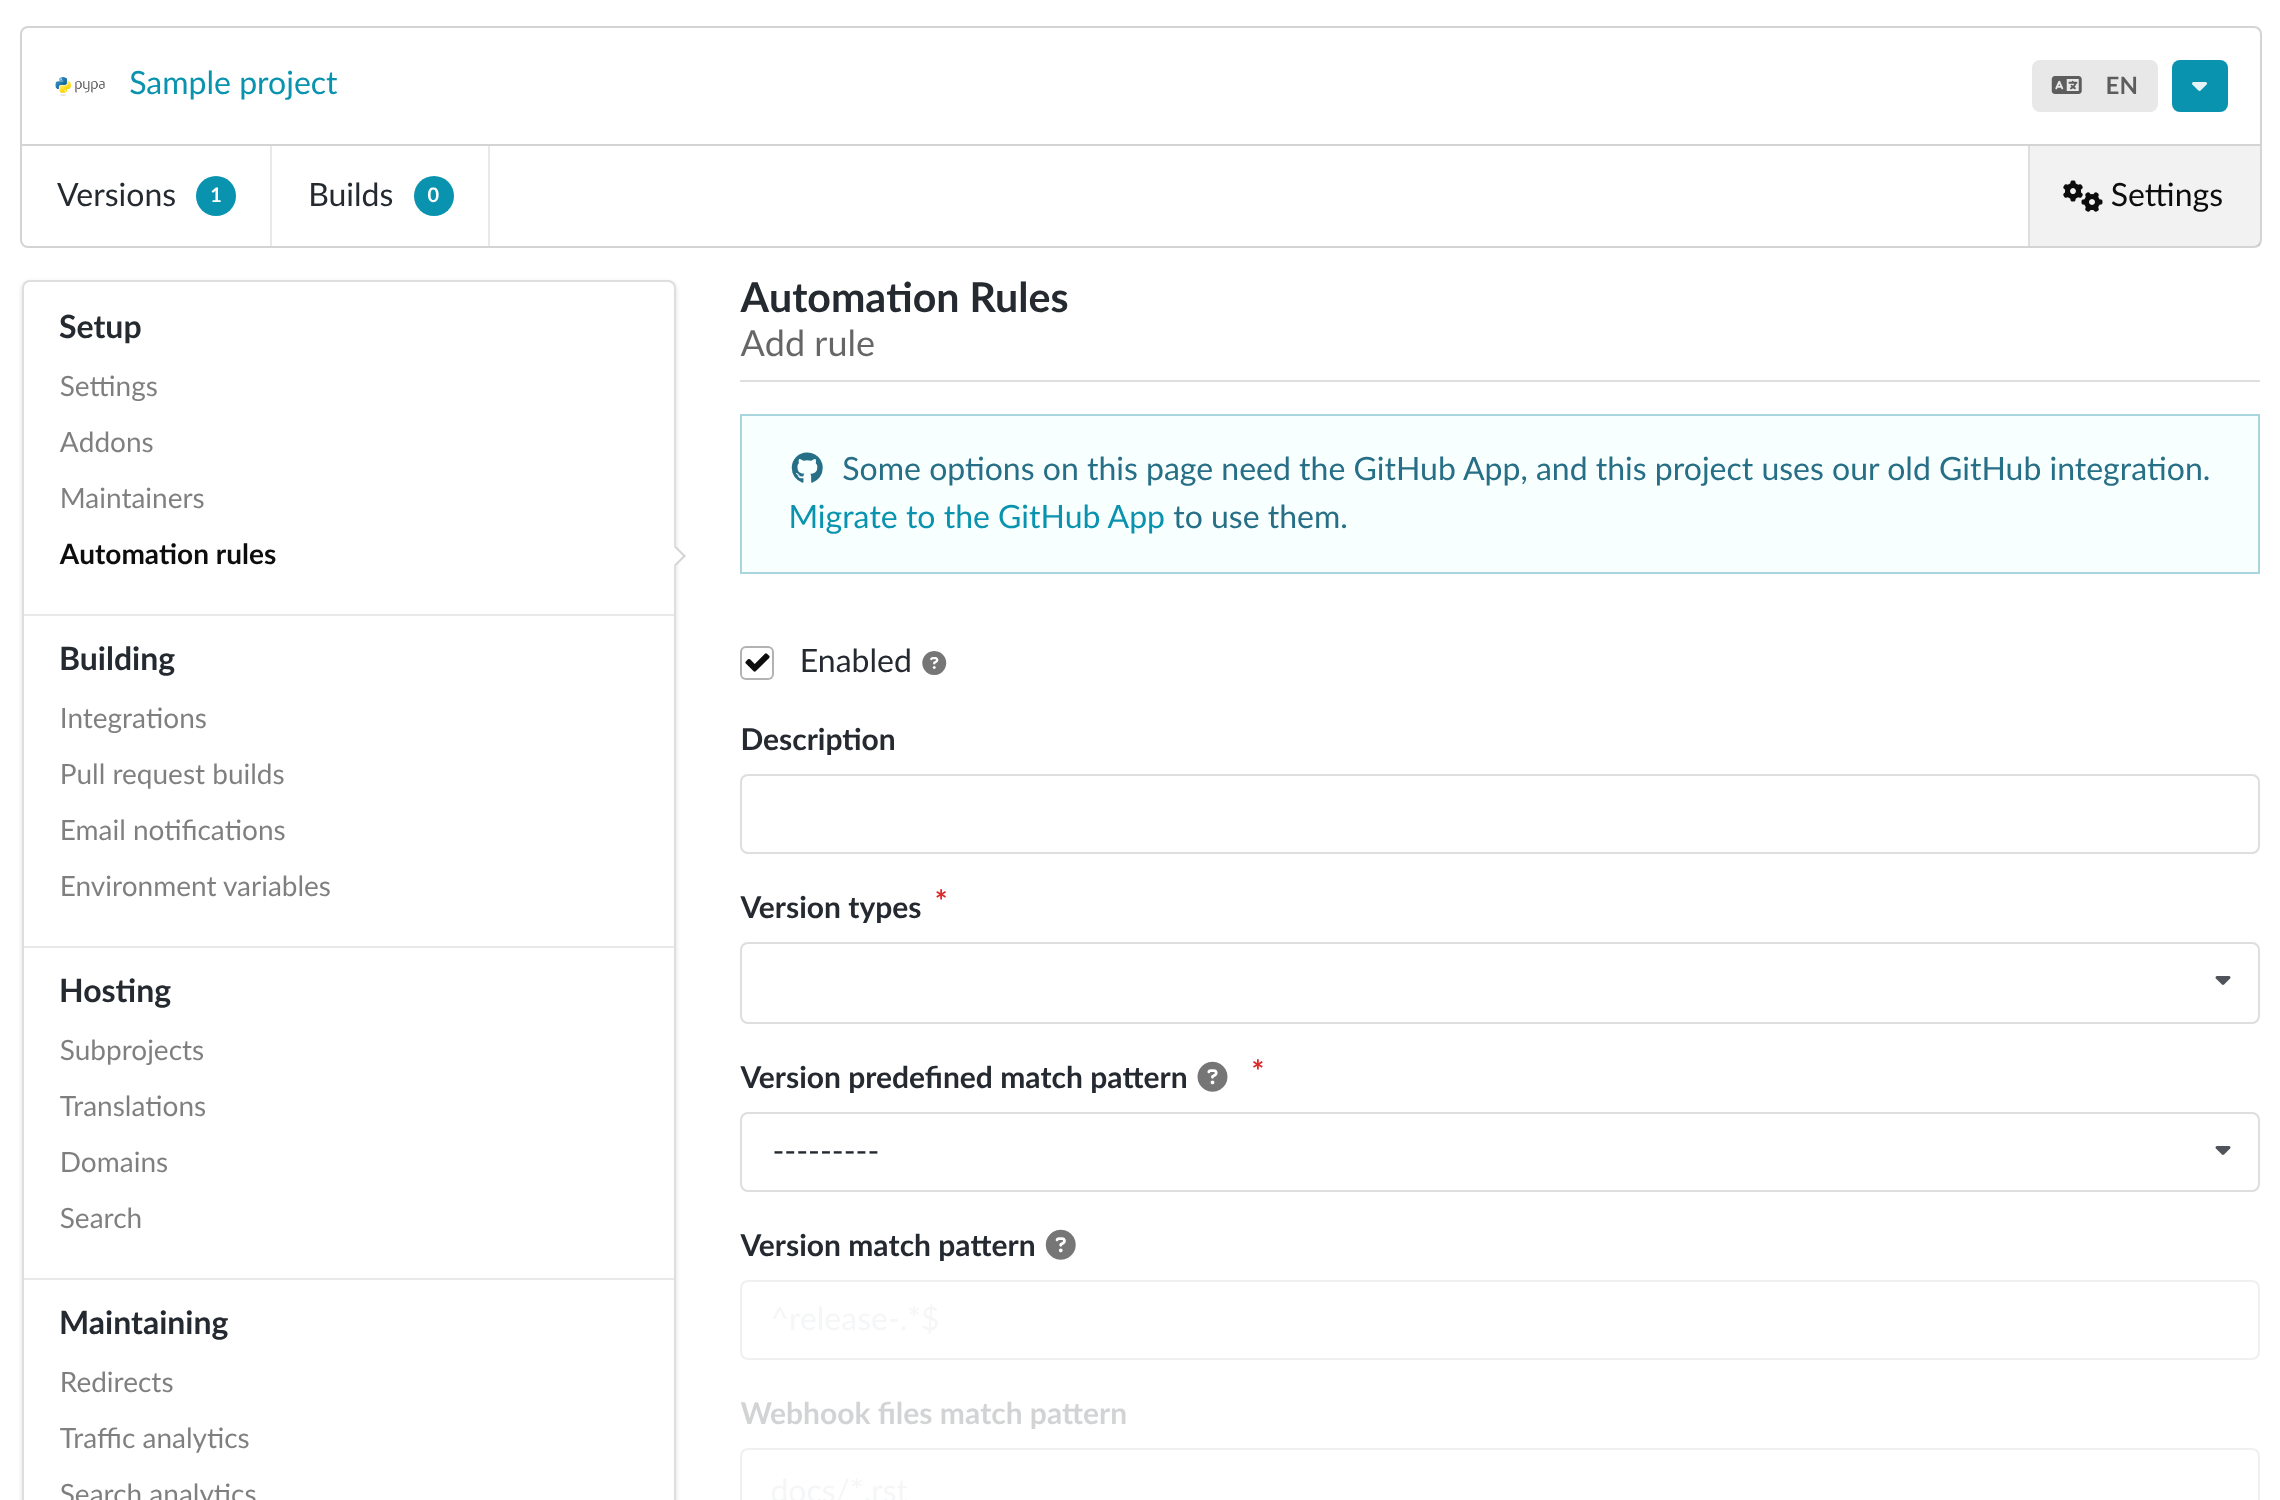 pypa Sample project
EN
Versions 1
Builds 0
Settings
Setup
Settings
Addons
Maintainers
Automation rules
Building
Integrations
Pull request builds
Email notifications
Environment variables
Hosting
Subprojects
Translations
Domains
Search
Maintaining
Redirects
Traffic analytics
Search analytics
Automation Rules
Add rule
Some options on this page need the GitHub App, and this project uses our old GitHub integration.
Migrate to the GitHub App to use them.
Enabled ?
Description
Version types *
Version predefined match pattern ? *
---------
Version match pattern ?
^release-.*$
Webhook files match pattern
docs/*.rst